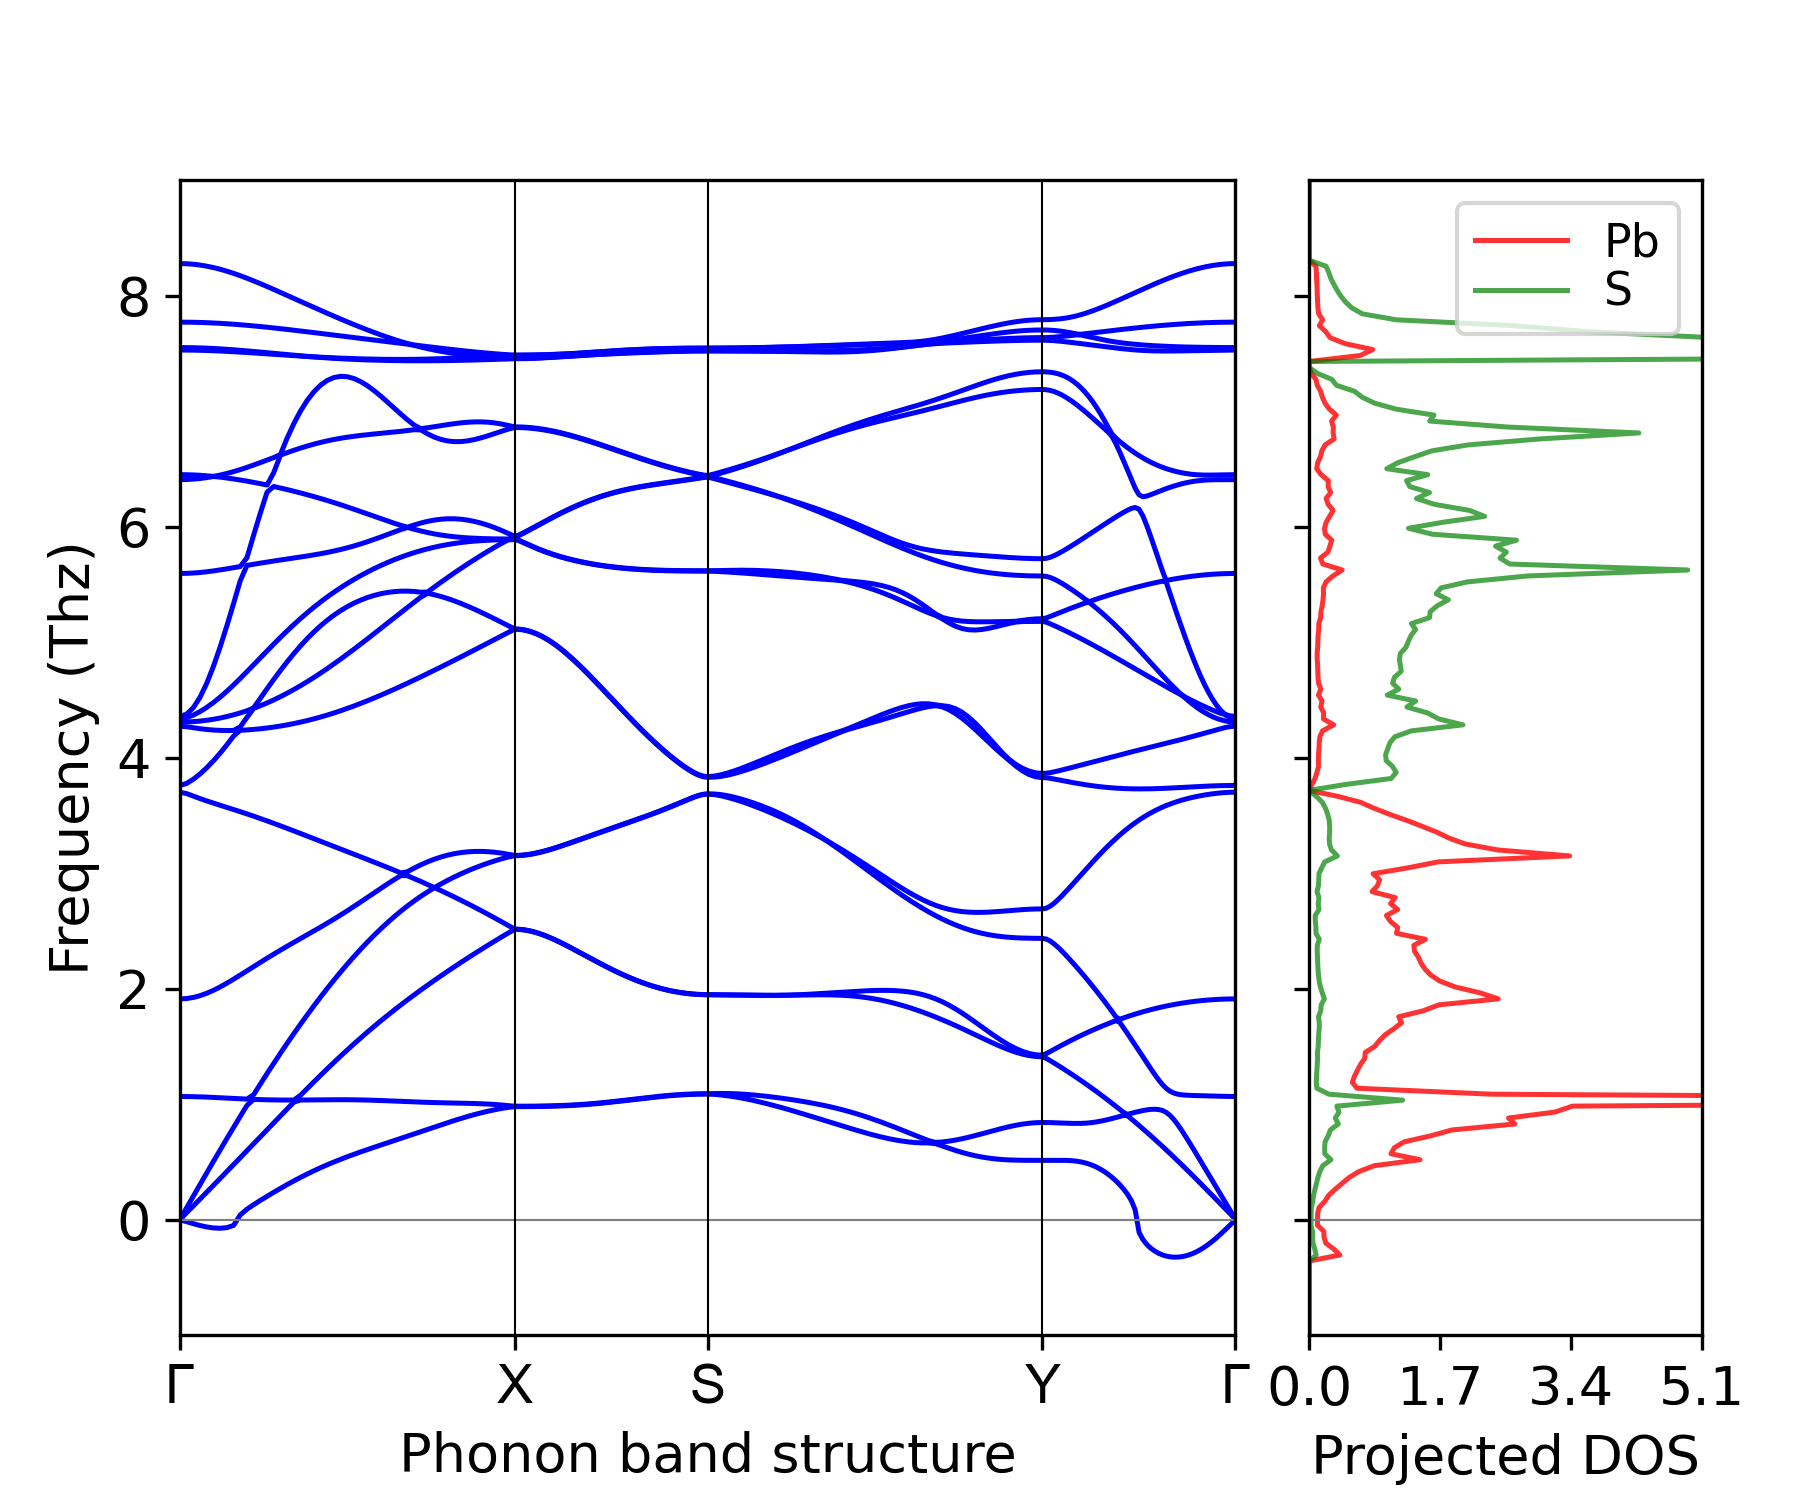 Frequency (Thz)
8
6
4
2
0
Γ X S Y Γ
Phonon band structure
Pb
S
0.0 1.7 3.4 5.1
Projected DOS